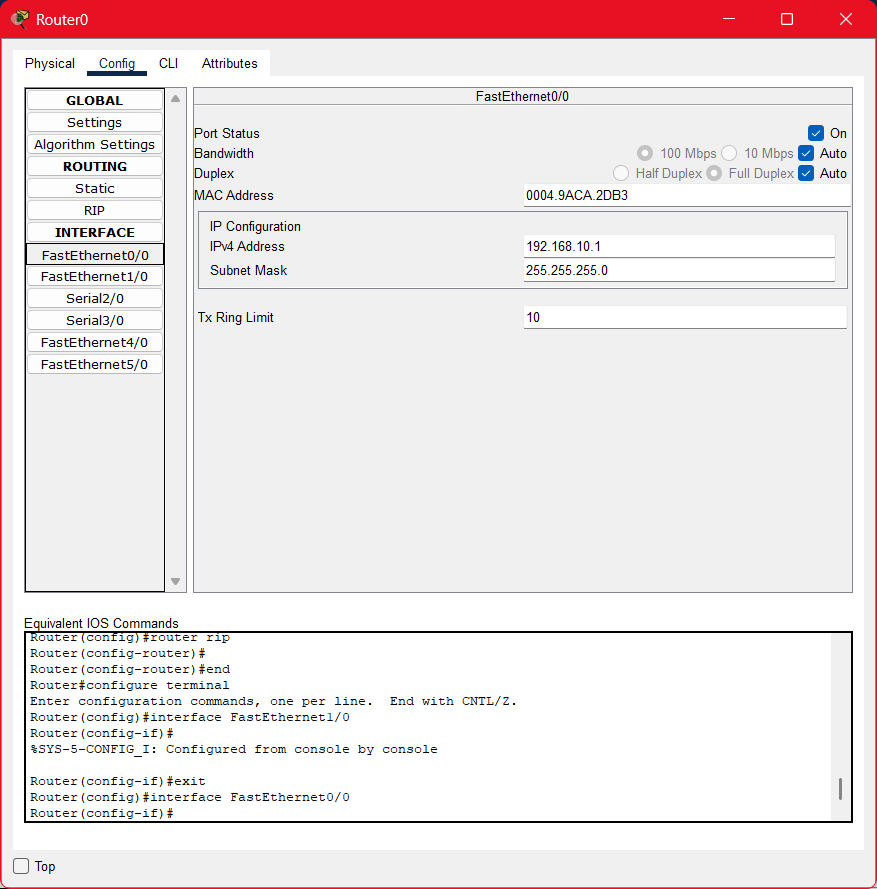 Router0
Physical Config CLI Attributes
GLOBAL
Settings
Algorithm Settings
ROUTING
Static
RIP
INTERFACE
FastEthernet0/0
FastEthernet1/0
Serial2/0
Serial3/0
FastEthernet4/0
FastEthernet5/0
FastEthernet0/0
Port Status On
Bandwidth 100 Mbps 10 Mbps Auto
Duplex Half Duplex Full Duplex Auto
MAC Address 0004.9ACA.2DB3
IP Configuration
IPv4 Address 192.168.10.1
Subnet Mask 255.255.255.0
Tx Ring Limit 10
Equivalent IOS Commands
Router(config)#router rip
Router(config-router)#
Router(config-router)#end
Router#configure terminal
Enter configuration commands, one per line.  End with CNTL/Z.
Router(config)#interface FastEthernet1/0
Router(config-if)#
%SYS-5-CONFIG_I: Configured from console by console
Router(config-if)#exit
Router(config)#interface FastEthernet0/0
Router(config-if)#
Top